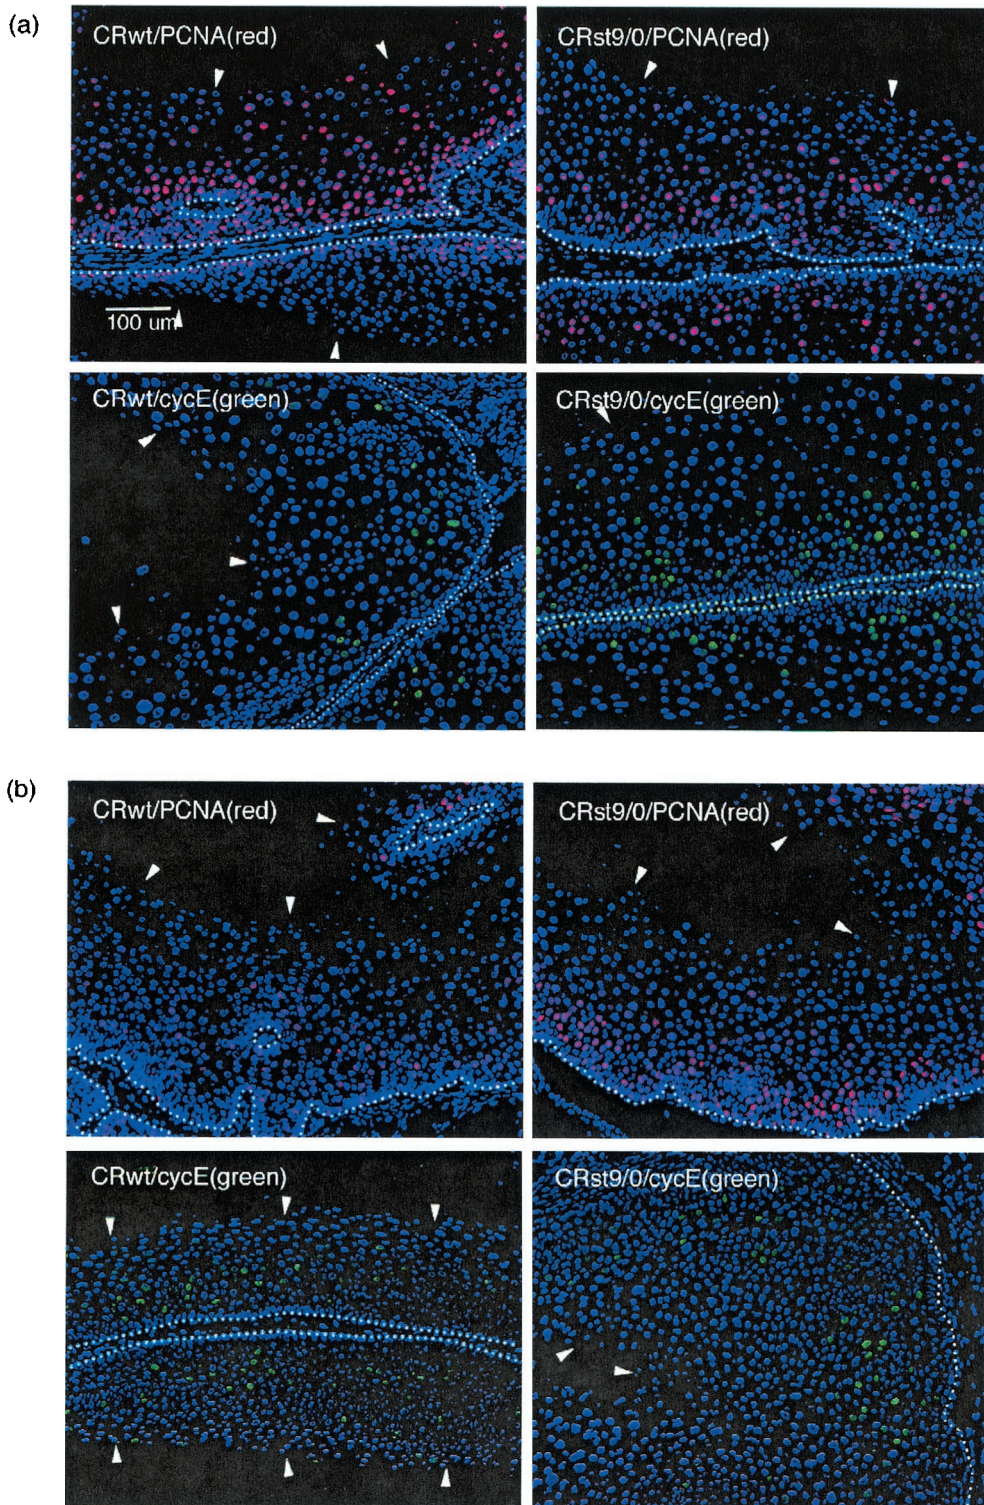 (a)
CRwt/PCNA(red)
CRst9/0/PCNA(red)
100 um
CRwt/cycE(green)
CRst9/0/cycE(green)
(b)
CRwt/PCNA(red)
CRst9/0/PCNA(red)
CRwt/cycE(green)
CRst9/0/cycE(green)